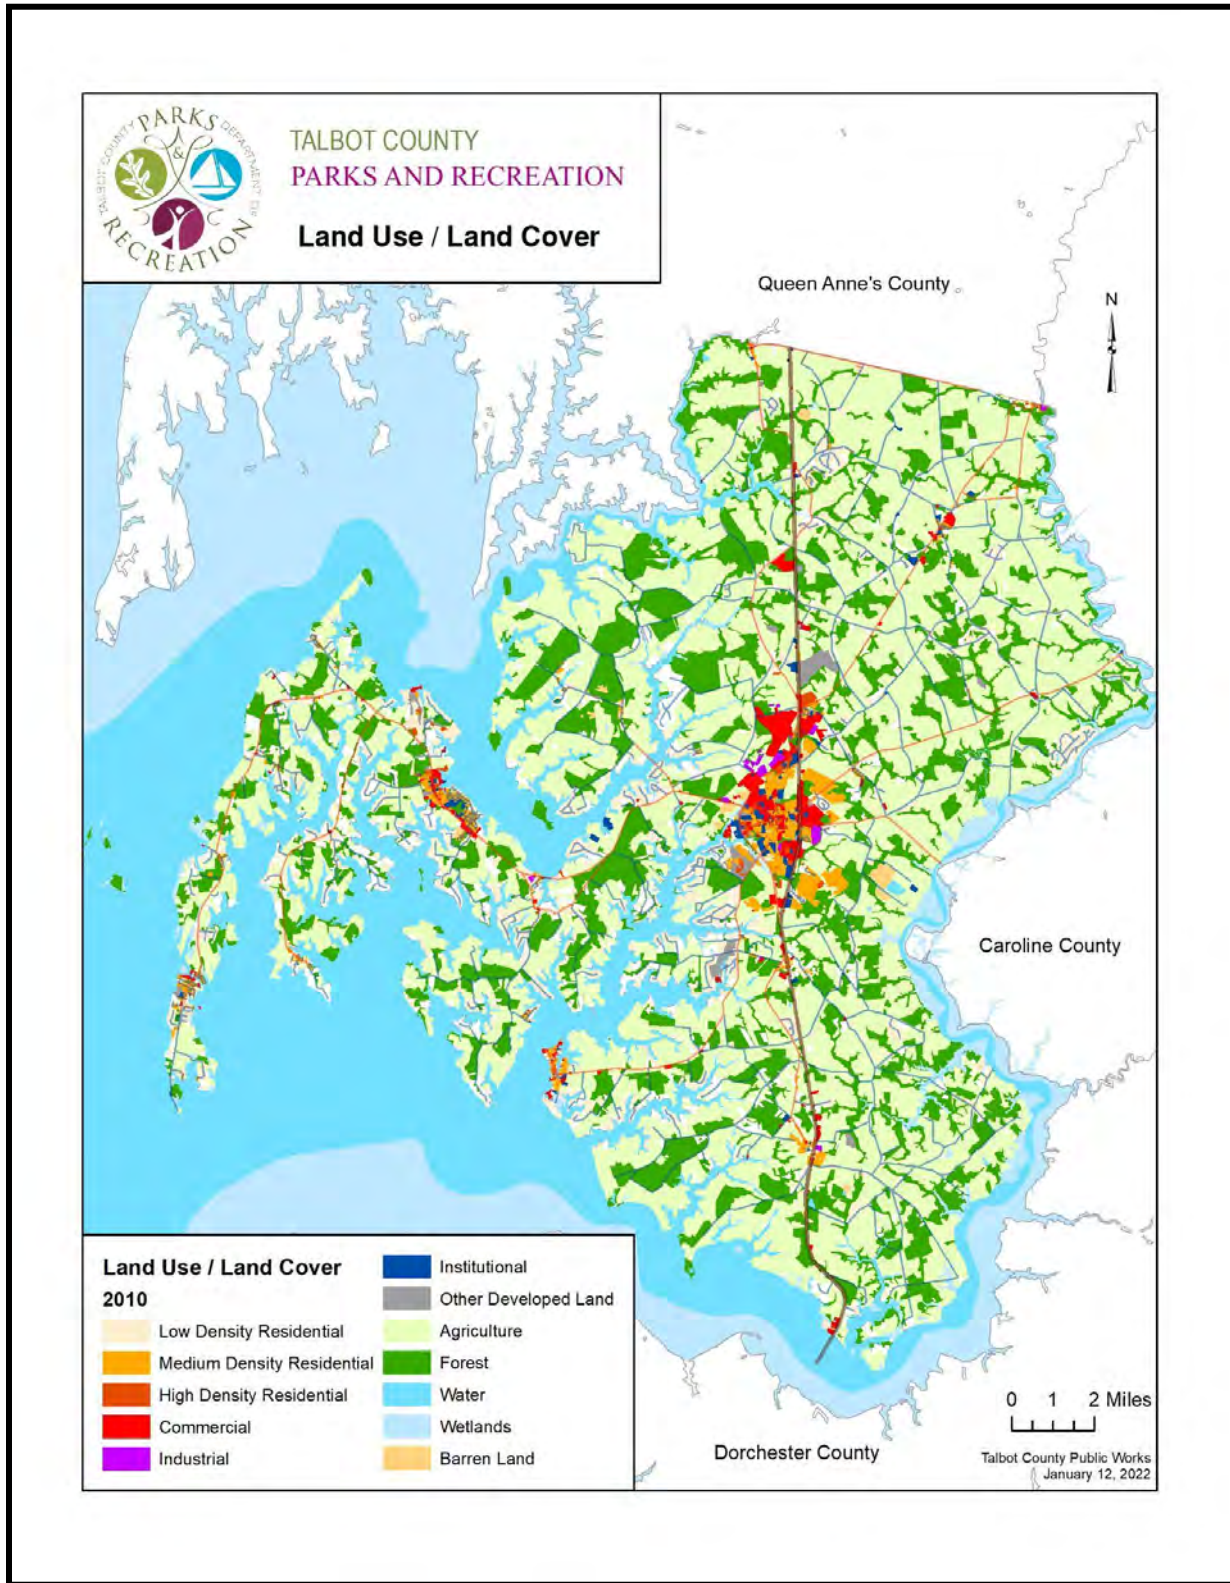 TALBOT COUNTY PARKS & RECREATION DEPARTMENT OF
TALBOT COUNTY
PARKS AND RECREATION
Land Use / Land Cover
Queen Anne's County
N
Caroline County
Dorchester County
Land Use / Land Cover
2010
Low Density Residential
Medium Density Residential
High Density Residential
Commercial
Industrial
Institutional
Other Developed Land
Agriculture
Forest
Water
Wetlands
Barren Land
0 1 2 Miles
Talbot County Public Works
January 12, 2022